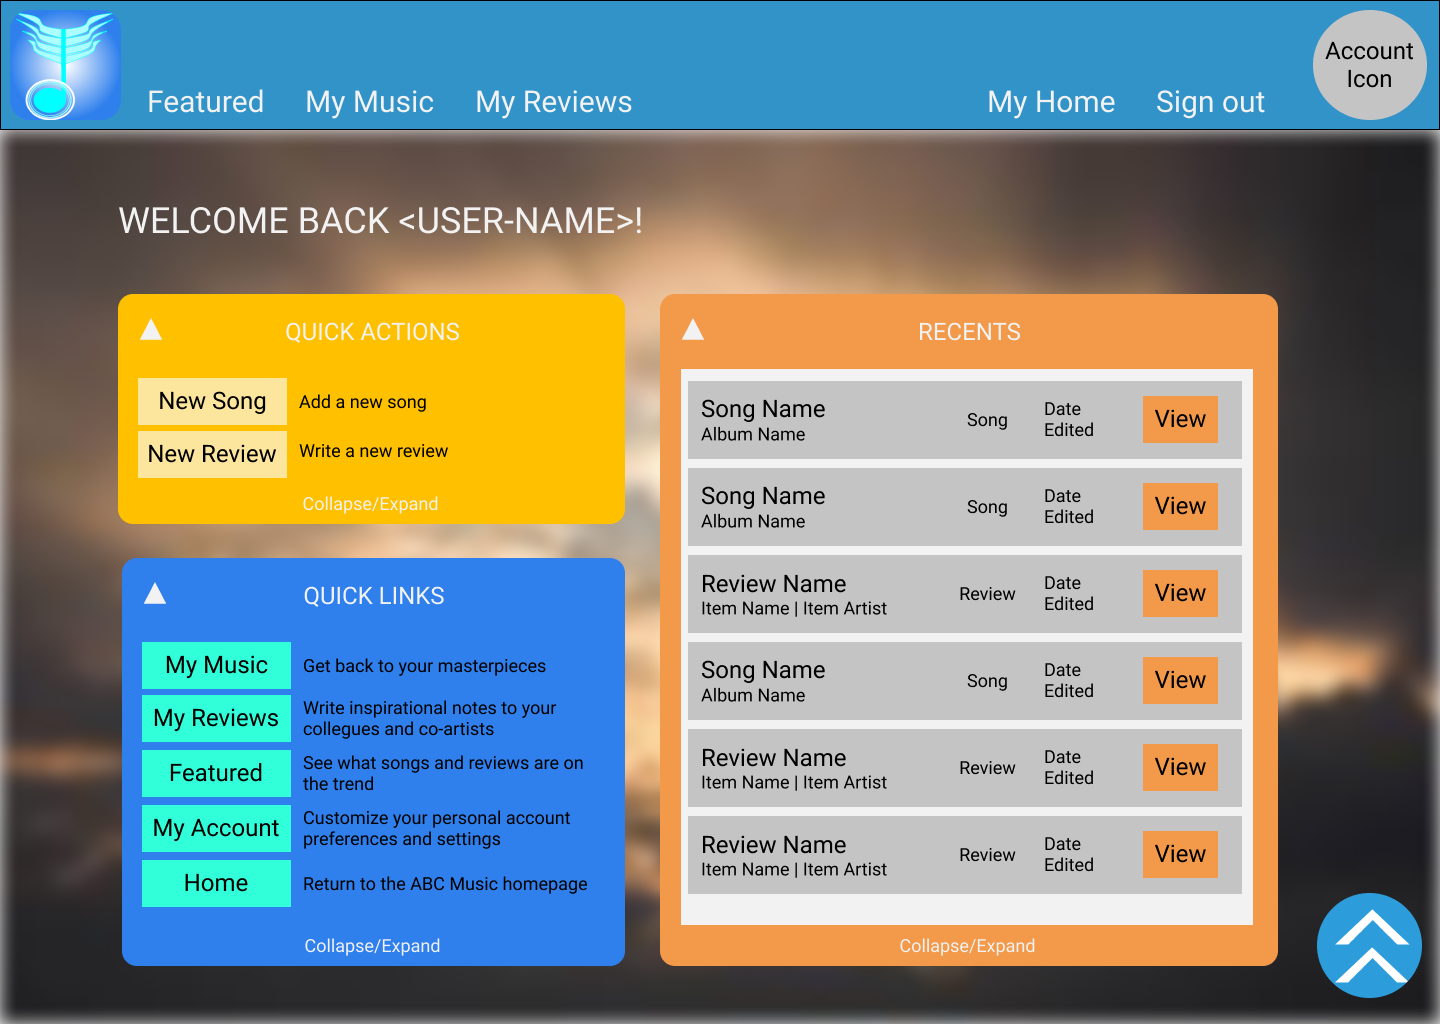 Account
Icon
Featured
My Music
My Reviews
My Home
Sign out
WELCOME BACK <USER-NAME>!
QUICK ACTIONS
New Song
Add a new song
New Review
Write a new review
Collapse/Expand
QUICK LINKS
My Music
Get back to your masterpieces
My Reviews
Write inspirational notes to your
collegues and co-artists
Featured
See what songs and reviews are on
the trend
My Account
Customize your personal account
preferences and settings
Home
Return to the ABC Music homepage
Collapse/Expand
RECENTS
Song Name
Album Name
Song
Date
Edited
View
Song Name
Album Name
Song
Date
Edited
View
Review Name
Item Name | Item Artist
Review
Date
Edited
View
Song Name
Album Name
Song
Date
Edited
View
Review Name
Item Name | Item Artist
Review
Date
Edited
View
Review Name
Item Name | Item Artist
Review
Date
Edited
View
Collapse/Expand